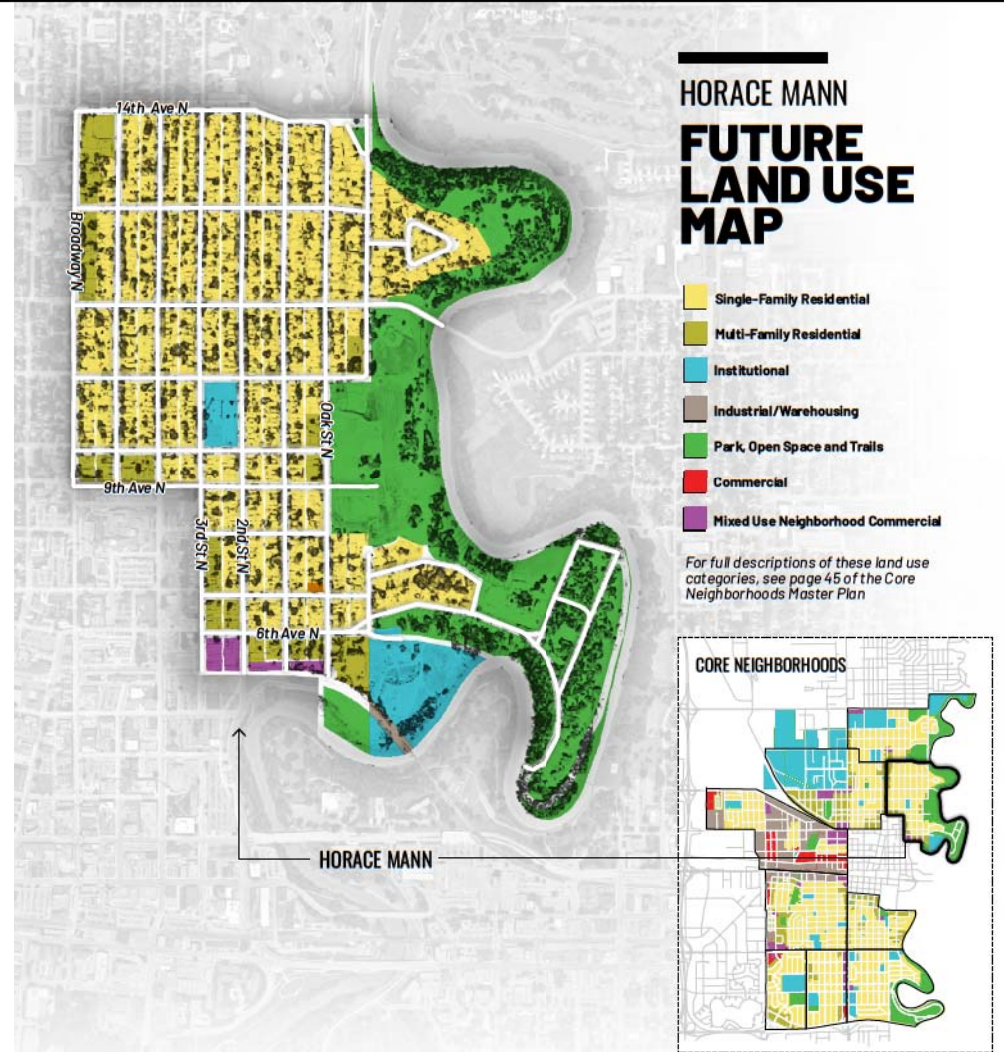 HORACE MANN
FUTURE
LAND USE
MAP
Single-Family Residential
Multi-Family Residential
Institutional
Industrial/Warehousing
Park, Open Space and Trails
Commercial
Mixed Use Neighborhood Commercial
For full descriptions of these land use
categories, see page 45 of the Core
Neighborhoods Master Plan
14th Ave N
Broadway N
Oak St N
9th Ave N
3rd St N
2nd St N
6th Ave N
CORE NEIGHBORHOODS
HORACE MANN